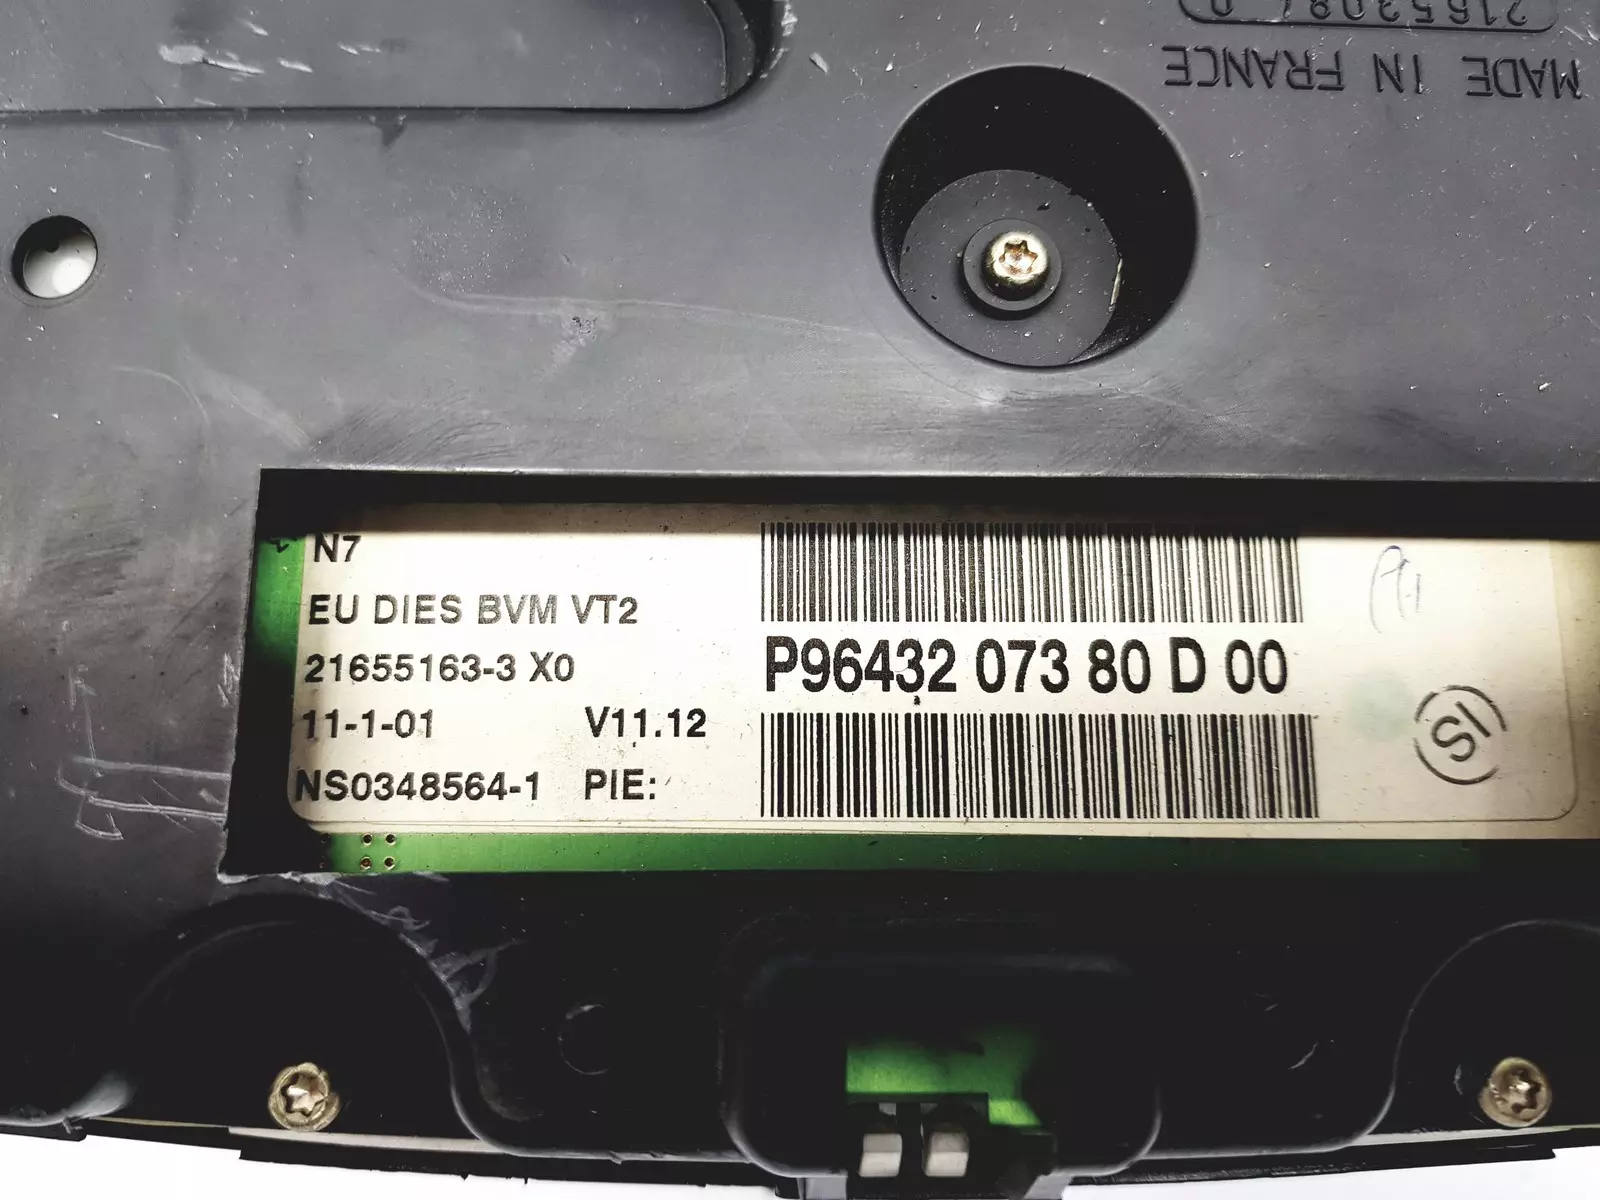 MADE IN FRANCE
N7
EU DIES BVM VT2
21655163-3 X0
11-1-01 V11.12
NS0348564-1 PIE:
P96432 073 80 D 00
IS